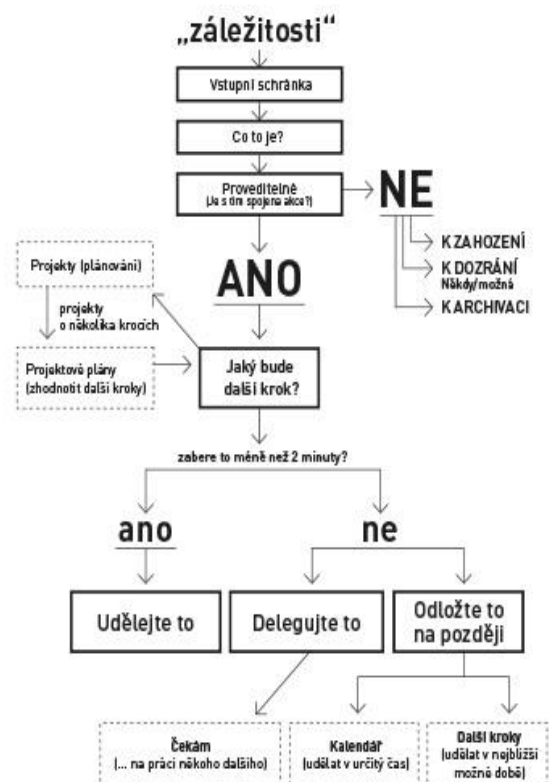 „záležitosti“
Vstupní schránka
Co to je?
Proveditelné
(Je s tím spojena akce?)
NE
K ZAHOZENÍ
K DOZRÁNÍ
Někdy/možná
K ARCHIVACI
ANO
Projekty (plánování)
projekty
o několika krocích
Projektové plány
(zhodnotit další kroky)
Jaký bude
další krok?
zabere to méně než 2 minuty?
ano
ne
Udělejte to
Delegujte to
Odložte to
na později
Čekám
(... na práci někoho dalšího)
Kalendář
(udělat v určitý čas)
Další kroky
(udělat v nejbližší
možné době)